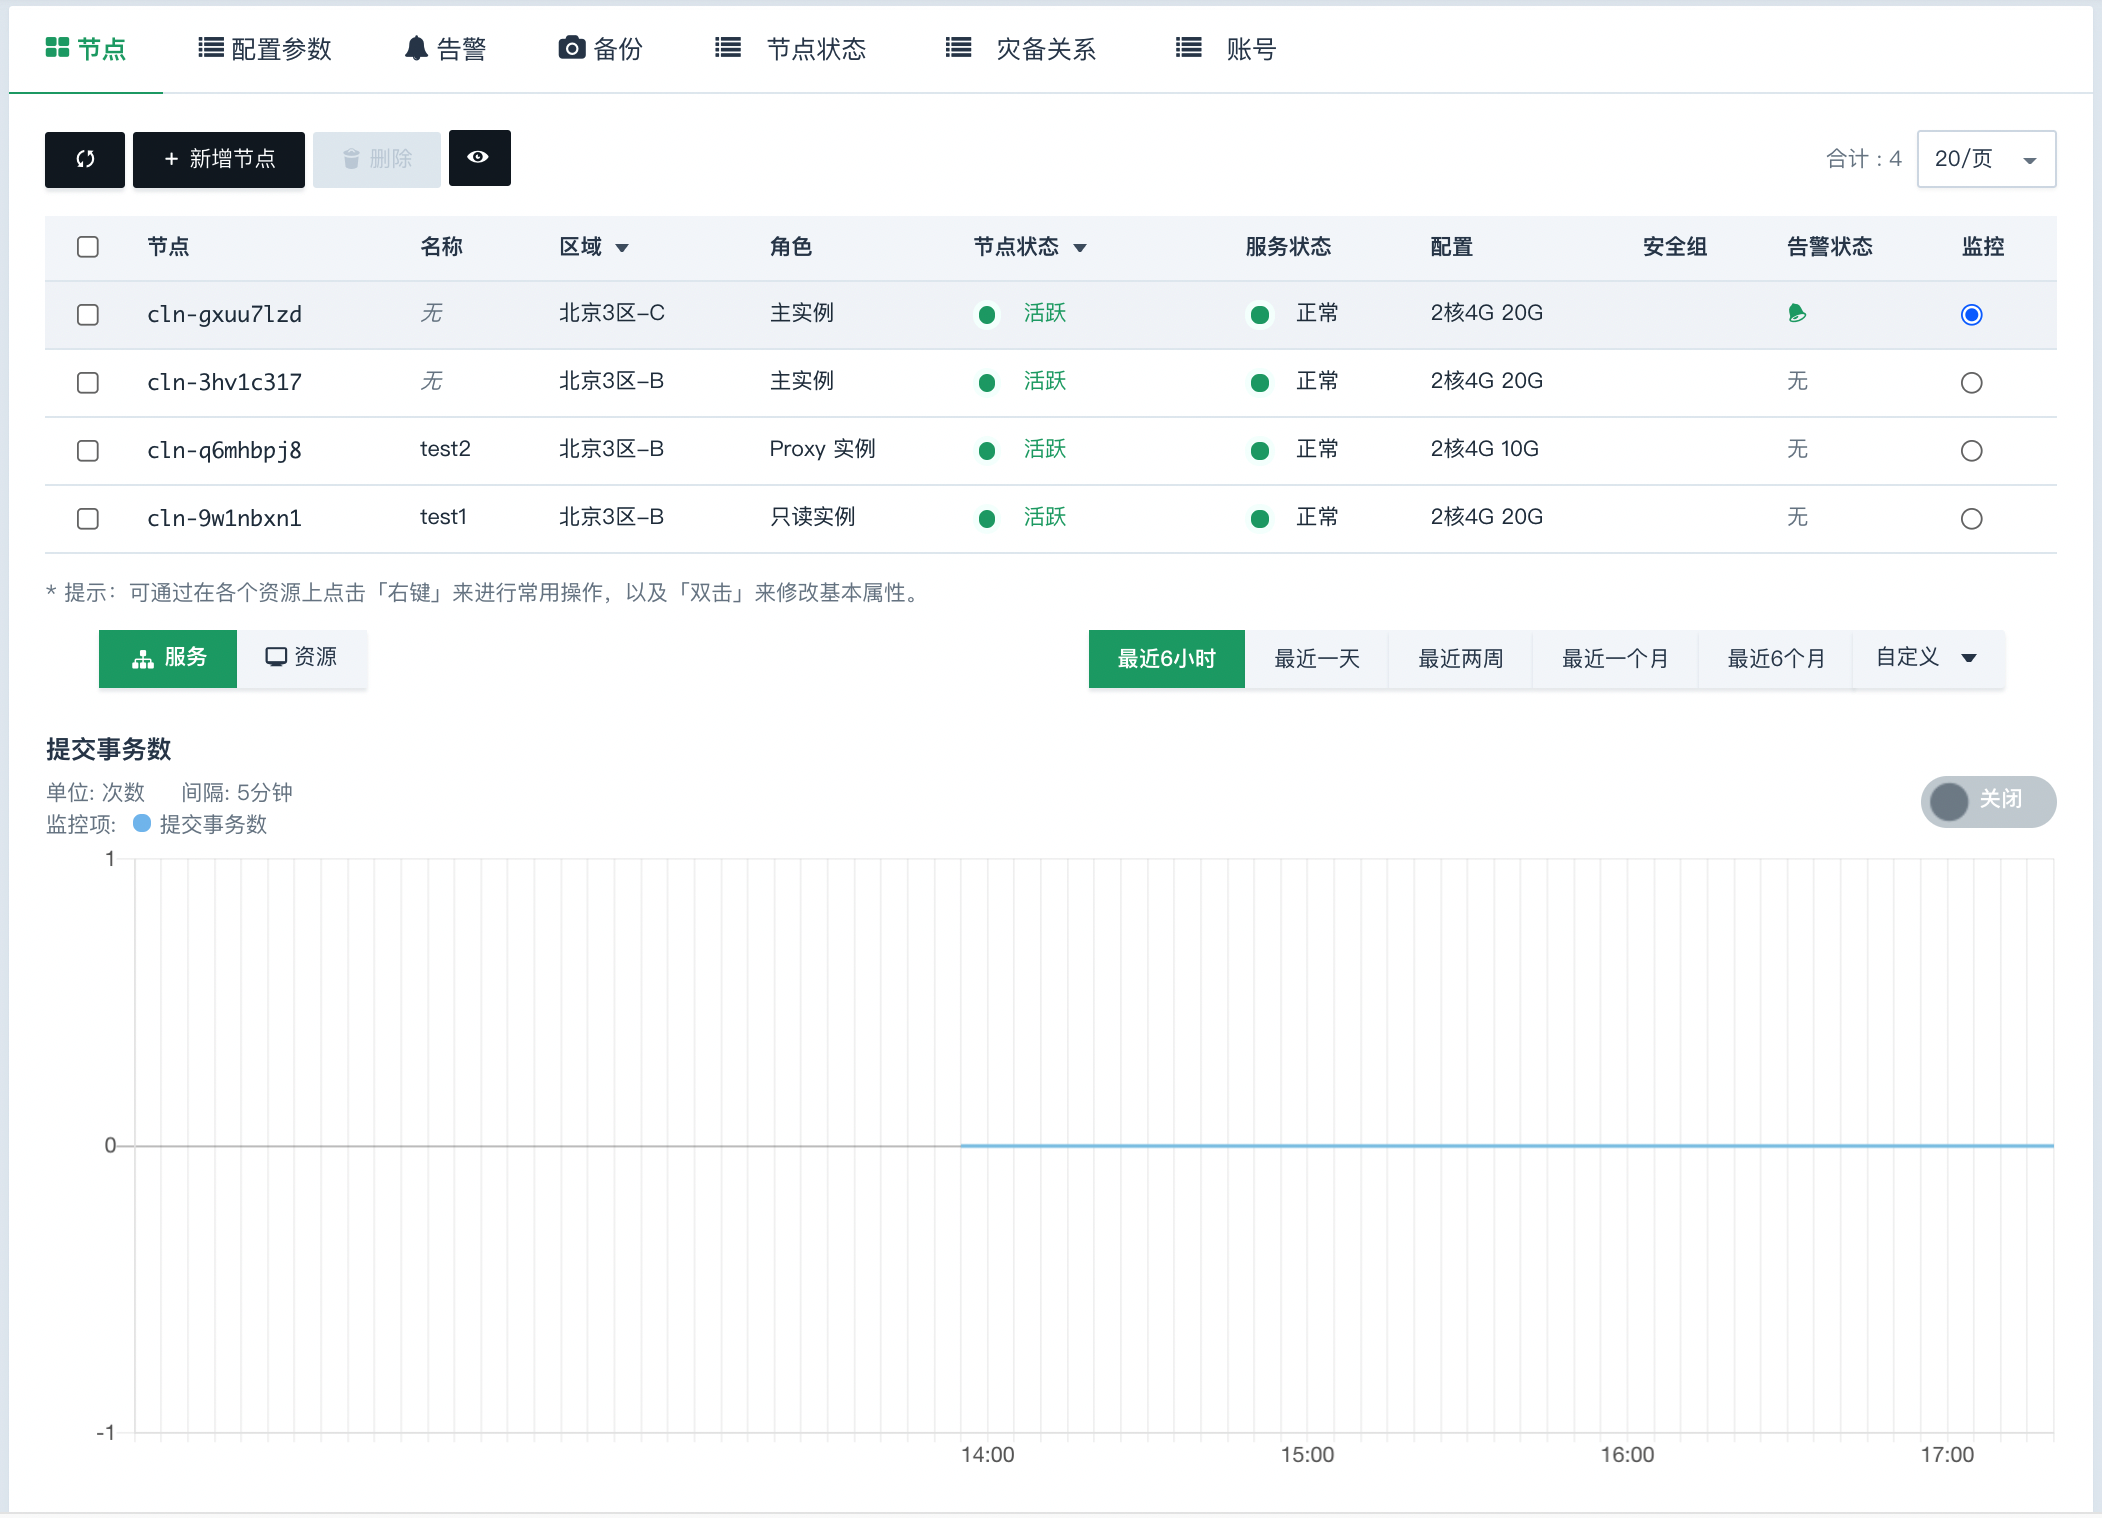 节点 配置参数 告警 备份 节点状态 灾备关系 账号
+ 新增节点 删除 合计 : 4 20/页
节点 名称 区域 角色 节点状态 服务状态 配置 安全组 告警状态 监控
cln-gxuu7lzd 无 北京3区-C 主实例 活跃 正常 2核4G 20G
cln-3hv1c317 无 北京3区-B 主实例 活跃 正常 2核4G 20G 无
cln-q6mhbpj8 test2 北京3区-B Proxy 实例 活跃 正常 2核4G 10G 无
cln-9w1nbxn1 test1 北京3区-B 只读实例 活跃 正常 2核4G 20G 无
* 提示：可通过在各个资源上点击「右键」来进行常用操作，以及「双击」来修改基本属性。
服务 资源 最近6小时 最近一天 最近两周 最近一个月 最近6个月 自定义
提交事务数
单位: 次数 间隔: 5分钟
关闭
监控项: 提交事务数
1
0
-1
14:00 15:00 16:00 17:00